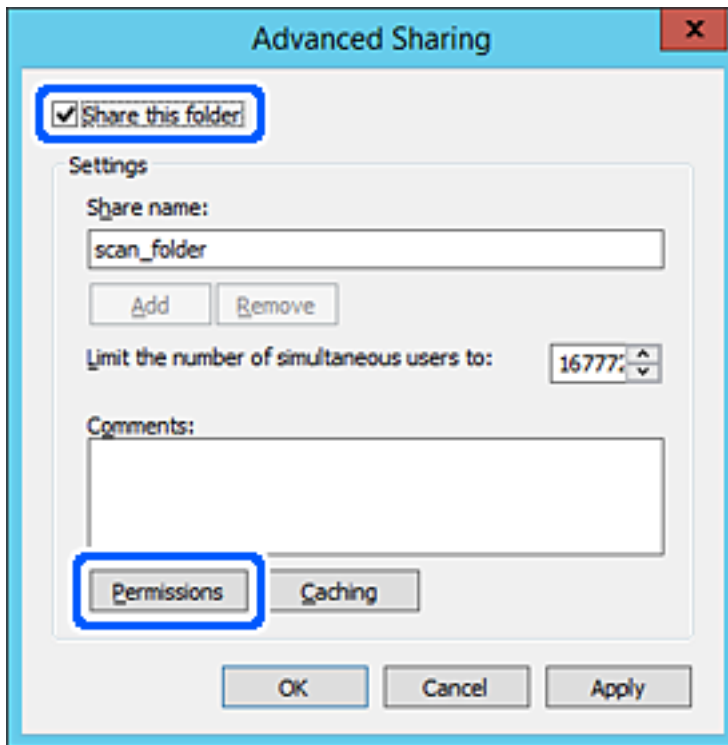 Advanced Sharing
Share this folder
Settings
Share name:
scan_folder
Add Remove
Limit the number of simultaneous users to: 16777
Comments:
Permissions Caching
OK Cancel Apply